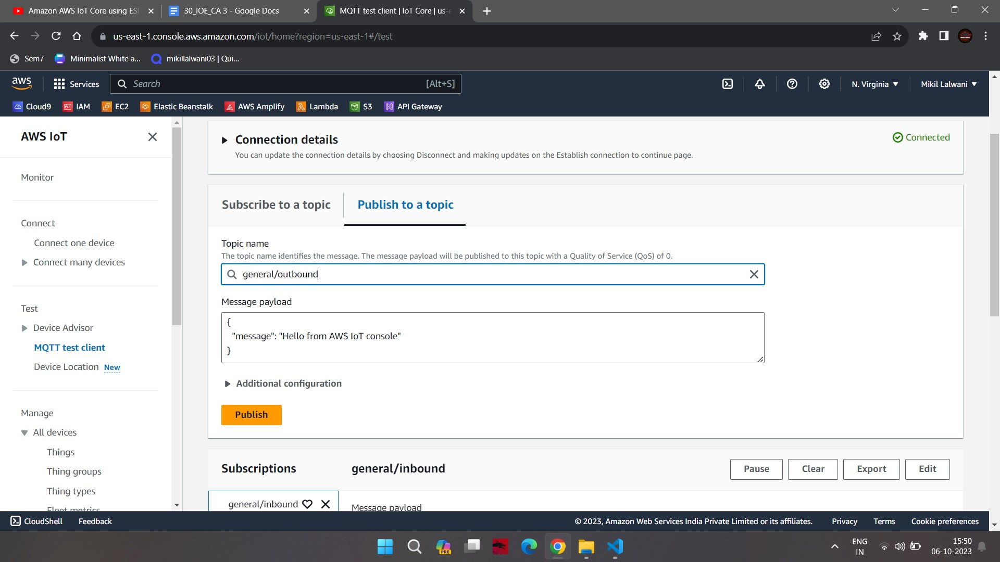 Amazon AWS IoT Core using ESP
30_IOE_CA 3 - Google Docs
MQTT test client | IoT Core | us-e
us-east-1.console.aws.amazon.com/iot/home?region=us-east-1#/test
Sem7
Minimalist White a...
mikillalwani03 | Qui...
aws
Services
Search
[Alt+S]
N. Virginia
Mikil Lalwani
Cloud9
IAM
EC2
Elastic Beanstalk
AWS Amplify
Lambda
S3
API Gateway
AWS IoT
Monitor
Connect
Connect one device
Connect many devices
Test
Device Advisor
MQTT test client
Device Location New
Manage
All devices
Things
Thing groups
Thing types
Fleet metrics
Connection details
Connected
You can update the connection details by choosing Disconnect and making updates on the Establish connection to continue page.
Subscribe to a topic
Publish to a topic
Topic name
The topic name identifies the message. The message payload will be published to this topic with a Quality of Service (QoS) of 0.
general/outbound
Message payload
{
"message": "Hello from AWS IoT console"
}
Additional configuration
Publish
Subscriptions
general/inbound
Pause
Clear
Export
Edit
general/inbound
Message payload
CloudShell
Feedback
© 2023, Amazon Web Services India Private Limited or its affiliates.
Privacy
Terms
Cookie preferences
PRE
ENG
IN
15:50
06-10-2023